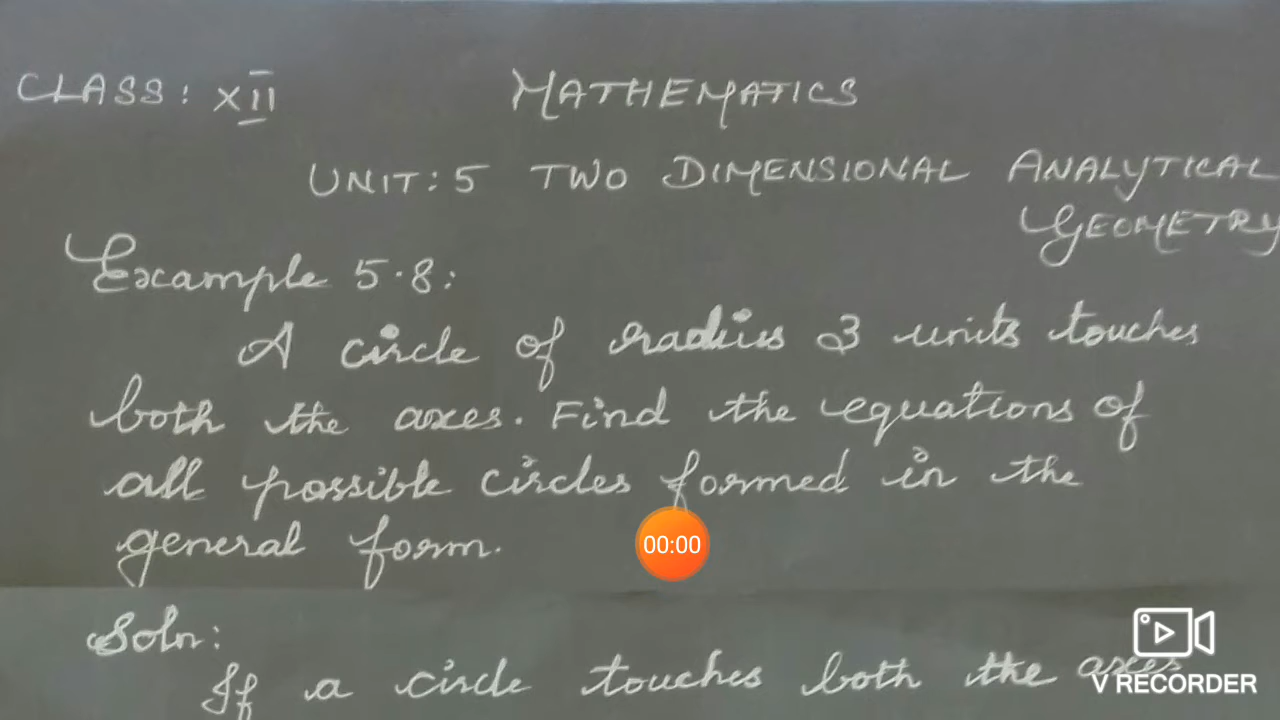 CLASS: XII MATHEMATICS
UNIT: 5 TWO DIMENSIONAL ANALYTICAL
GEOMETRY
Example 5.8:
A circle of radius 3 units touches
both the axes. Find the equations of
all possible circles formed in the
general form.
00:00
Soln:
If a circle touches both the axes
V RECORDER